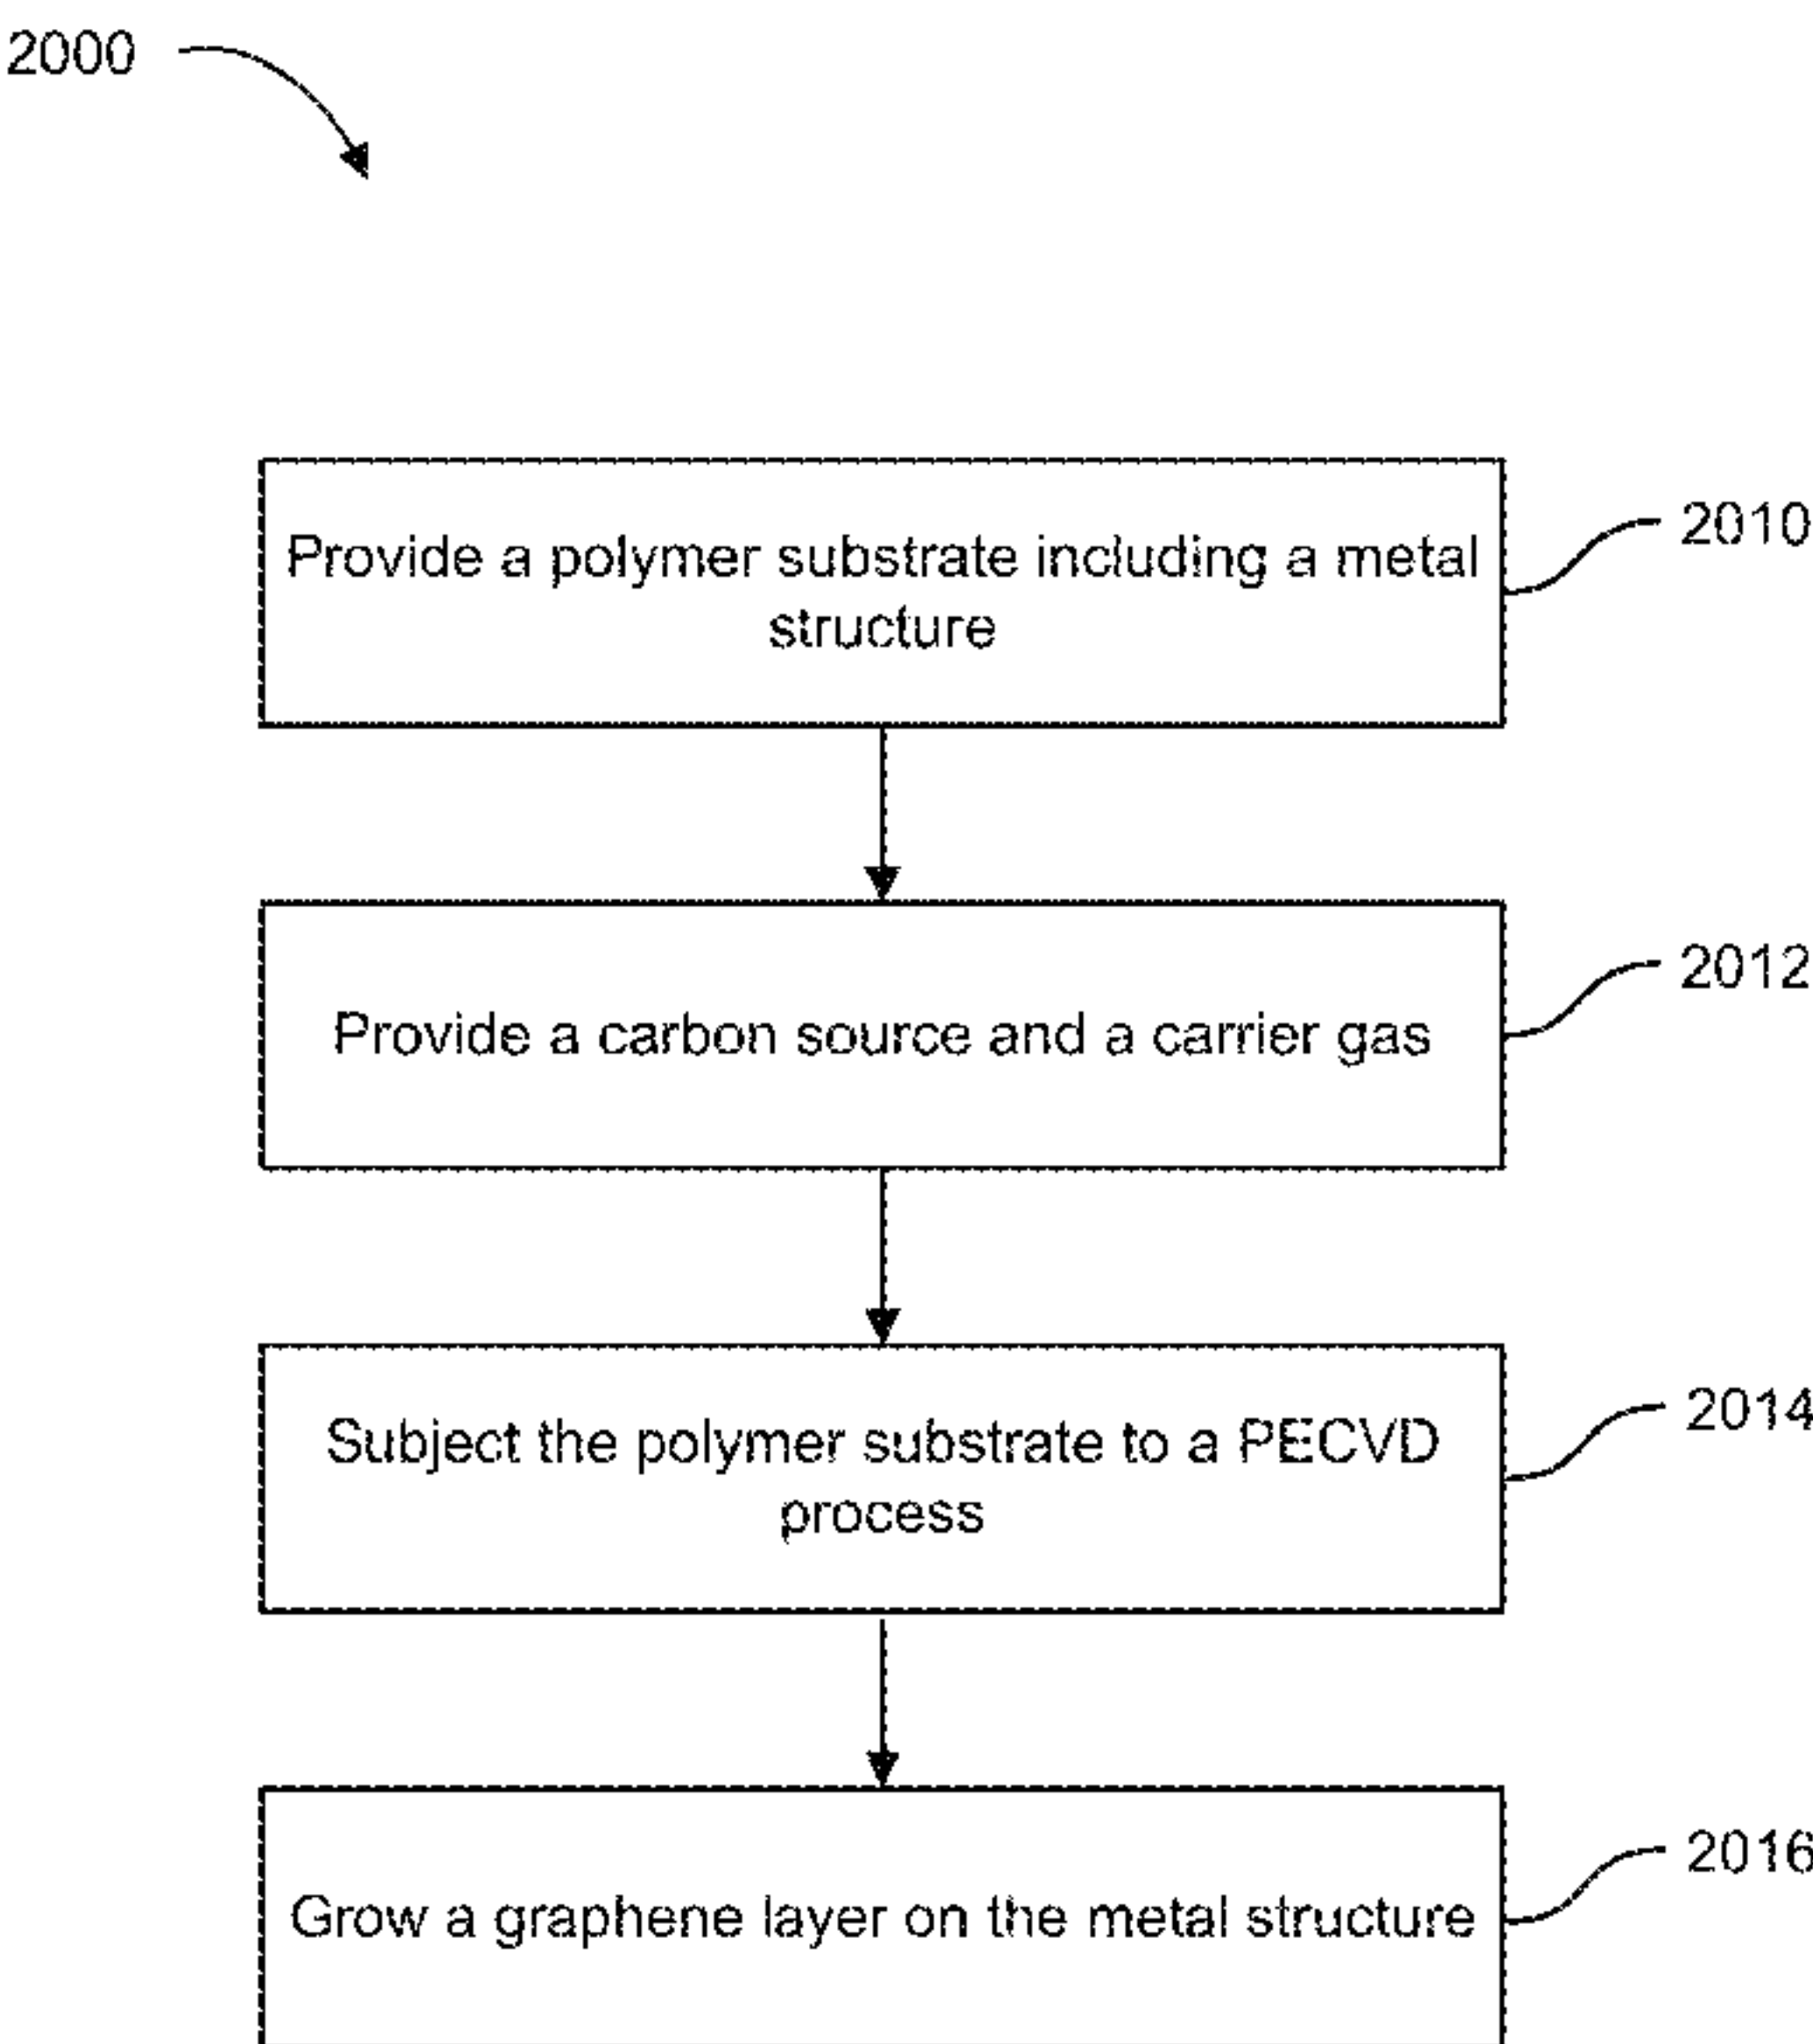 2000
Provide a polymer substrate including a metal
structure
2010
Provide a carbon source and a carrier gas
2012
Subject the polymer substrate to a PECVD
process
2014
Grow a graphene layer on the metal structure
2016